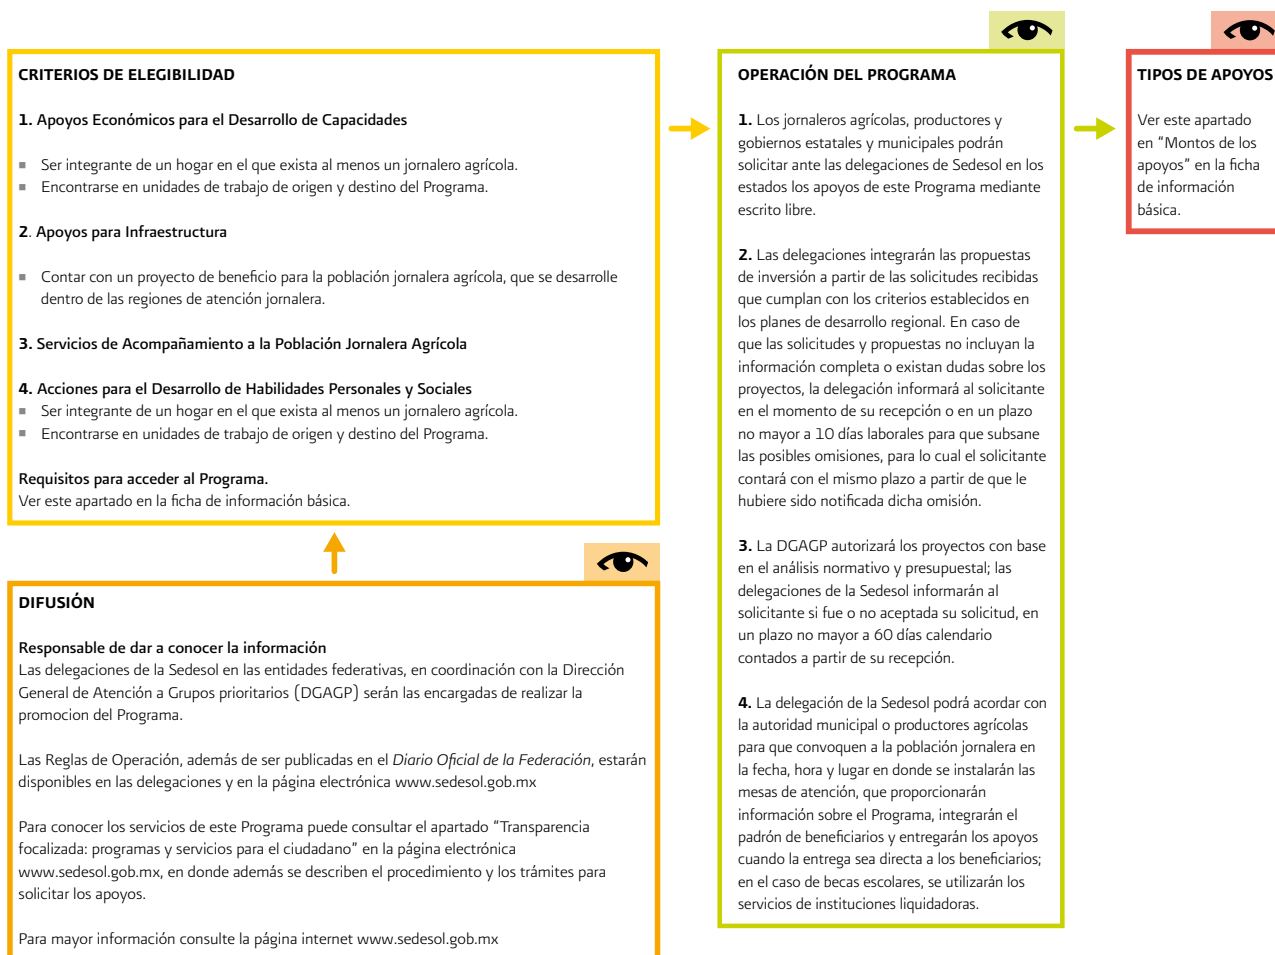 CRITERIOS DE ELEGIBILIDAD
1. Apoyos Económicos para el Desarrollo de Capacidades
Ser integrante de un hogar en el que exista al menos un jornalero agrícola.
Encontrarse en unidades de trabajo de origen y destino del Programa.
2. Apoyos para Infraestructura
Contar con un proyecto de beneficio para la población jornalera agrícola, que se desarrolle
dentro de las regiones de atención jornalera.
3. Servicios de Acompañamiento a la Población Jornalera Agrícola
4. Acciones para el Desarrollo de Habilidades Personales y Sociales
Ser integrante de un hogar en el que exista al menos un jornalero agrícola.
Encontrarse en unidades de trabajo de origen y destino del Programa.
Requisitos para acceder al Programa.
Ver este apartado en la ficha de información básica.
DIFUSIÓN
Responsable de dar a conocer la información
Las delegaciones de la Sedesol en las entidades federativas, en coordinación con la Dirección
General de Atención a Grupos prioritarios (DGAGP) serán las encargadas de realizar la
promocion del Programa.
Las Reglas de Operación, además de ser publicadas en el Diario Oficial de la Federación, estarán
disponibles en las delegaciones y en la página electrónica www.sedesol.gob.mx
Para conocer los servicios de este Programa puede consultar el apartado "Transparencia
focalizada: programas y servicios para el ciudadano" en la página electrónica
www.sedesol.gob.mx, en donde además se describen el procedimiento y los trámites para
solicitar los apoyos.
Para mayor información consulte la página internet www.sedesol.gob.mx
OPERACIÓN DEL PROGRAMA
1. Los jornaleros agrícolas, productores y
gobiernos estatales y municipales podrán
solicitar ante las delegaciones de Sedesol en los
estados los apoyos de este Programa mediante
escrito libre.
2. Las delegaciones integrarán las propuestas
de inversión a partir de las solicitudes recibidas
que cumplan con los criterios establecidos en
los planes de desarrollo regional. En caso de
que las solicitudes y propuestas no incluyan la
información completa o existan dudas sobre los
proyectos, la delegación informará al solicitante
en el momento de su recepción o en un plazo
no mayor a 10 días laborales para que subsane
las posibles omisiones, para lo cual el solicitante
contará con el mismo plazo a partir de que le
hubiere sido notificada dicha omisión.
3. La DGAGP autorizará los proyectos con base
en el análisis normativo y presupuestal; las
delegaciones de la Sedesol informarán al
solicitante si fue o no aceptada su solicitud, en
un plazo no mayor a 60 días calendario
contados a partir de su recepción.
4. La delegación de la Sedesol podrá acordar con
la autoridad municipal o productores agrícolas
para que convoquen a la población jornalera en
la fecha, hora y lugar en donde se instalarán las
mesas de atención, que proporcionarán
información sobre el Programa, integrarán el
padrón de beneficiarios y entregarán los apoyos
cuando la entrega sea directa a los beneficiarios;
en el caso de becas escolares, se utilizarán los
servicios de instituciones liquidadoras.
TIPOS DE APOYOS
Ver este apartado
en "Montos de los
apoyos" en la ficha
de información
básica.